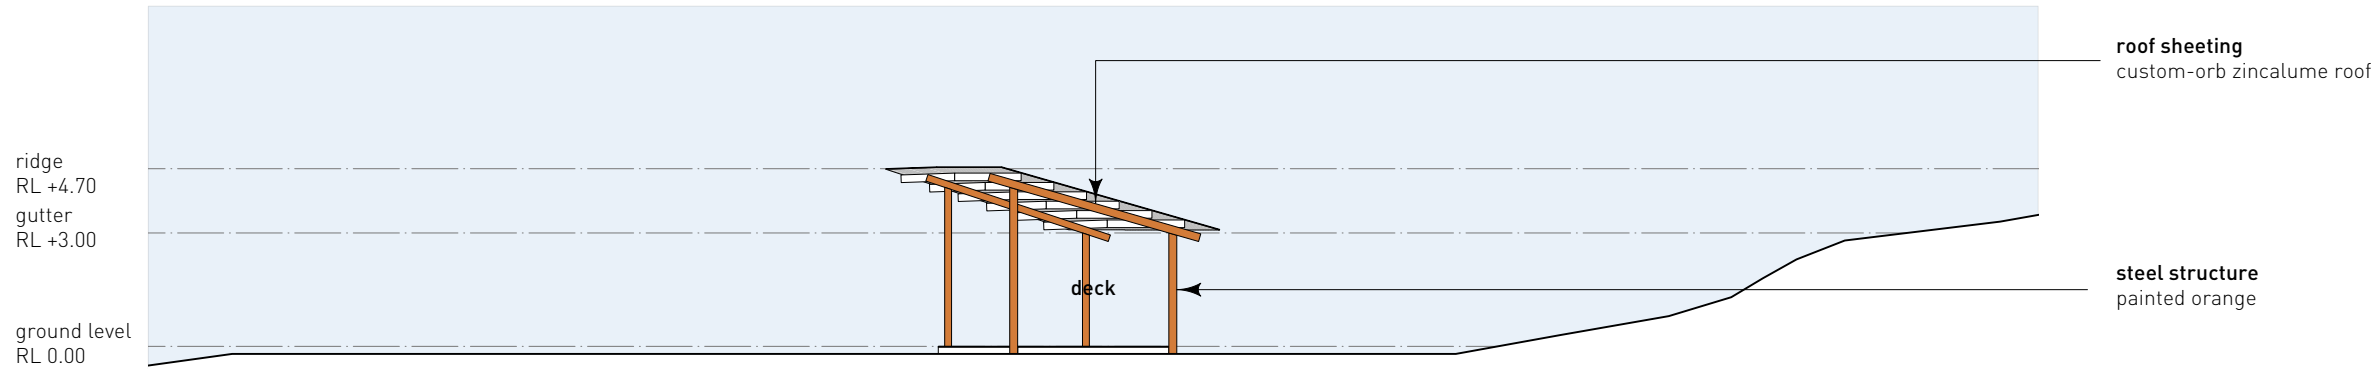 roof sheeting
custom-orb zincalume roof
ridge
RL +4.70
gutter
RL +3.00
deck
steel structure
painted orange
ground level
RL 0.00